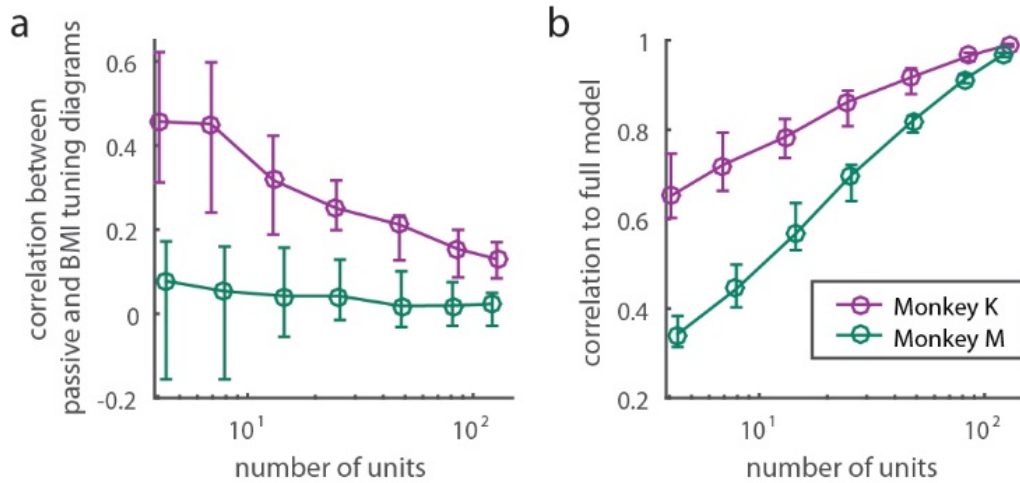 a
correlation between
passive and BMI tuning diagrams
0.6
0.4
0.2
0
-0.2
10¹
10²
number of units
b
correlation to full model
1
0.8
0.6
0.4
0.2
10¹
10²
number of units
Monkey K
Monkey M